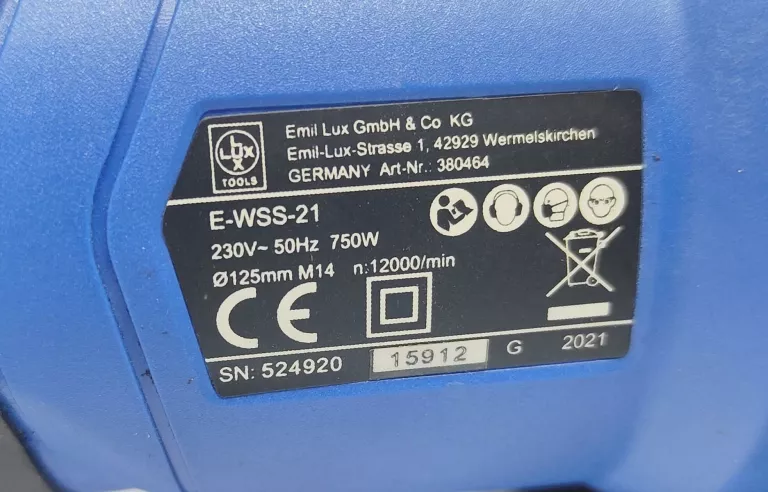 LUX
TOOLS
Emil Lux GmbH & Co KG
Emil-Lux-Strasse 1, 42929 Wermelskirchen
GERMANY Art-Nr.: 380464
E-WSS-21
230V~ 50Hz 750W
Ø125mm M14 n:12000/min
CE
SN: 524920 15912 G 2021